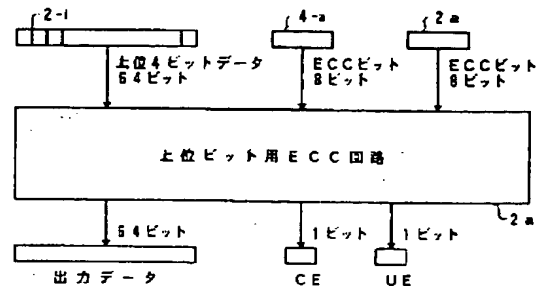 2-i
4-a
2a
上位4ビットデータ
64ビット
ECCビット
8ビット
ECCビット
8ビット
上位ビット用ECC回路
2a
64ビット
1ビット
1ビット
出力データ
CE
UE